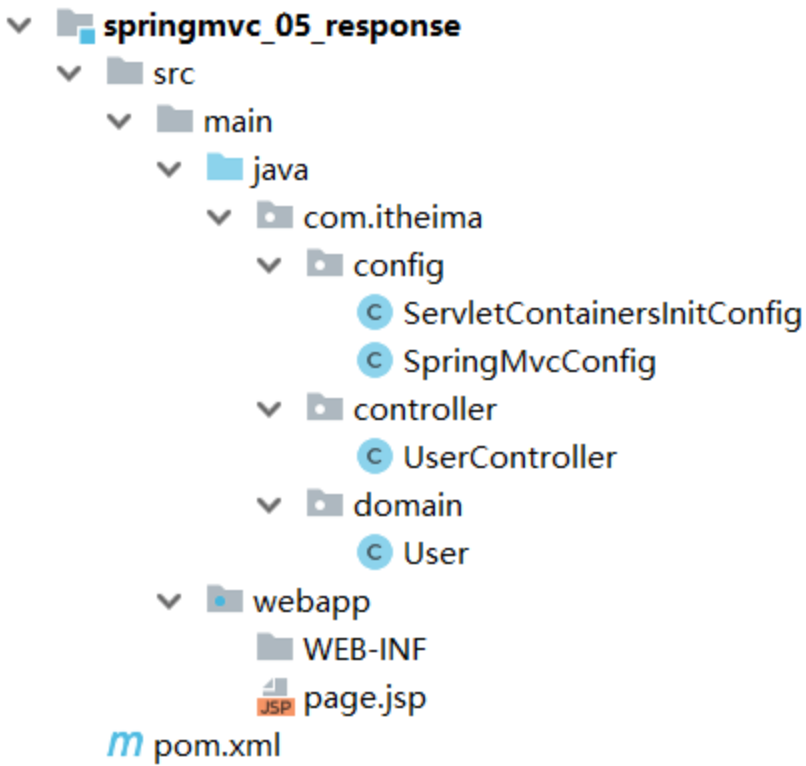 springmvc_05_response
src
main
java
com.itheima
config
C ServletContainersInitConfig
C SpringMvcConfig
controller
C UserController
domain
C User
webapp
WEB-INF
JSP page.jsp
m pom.xml